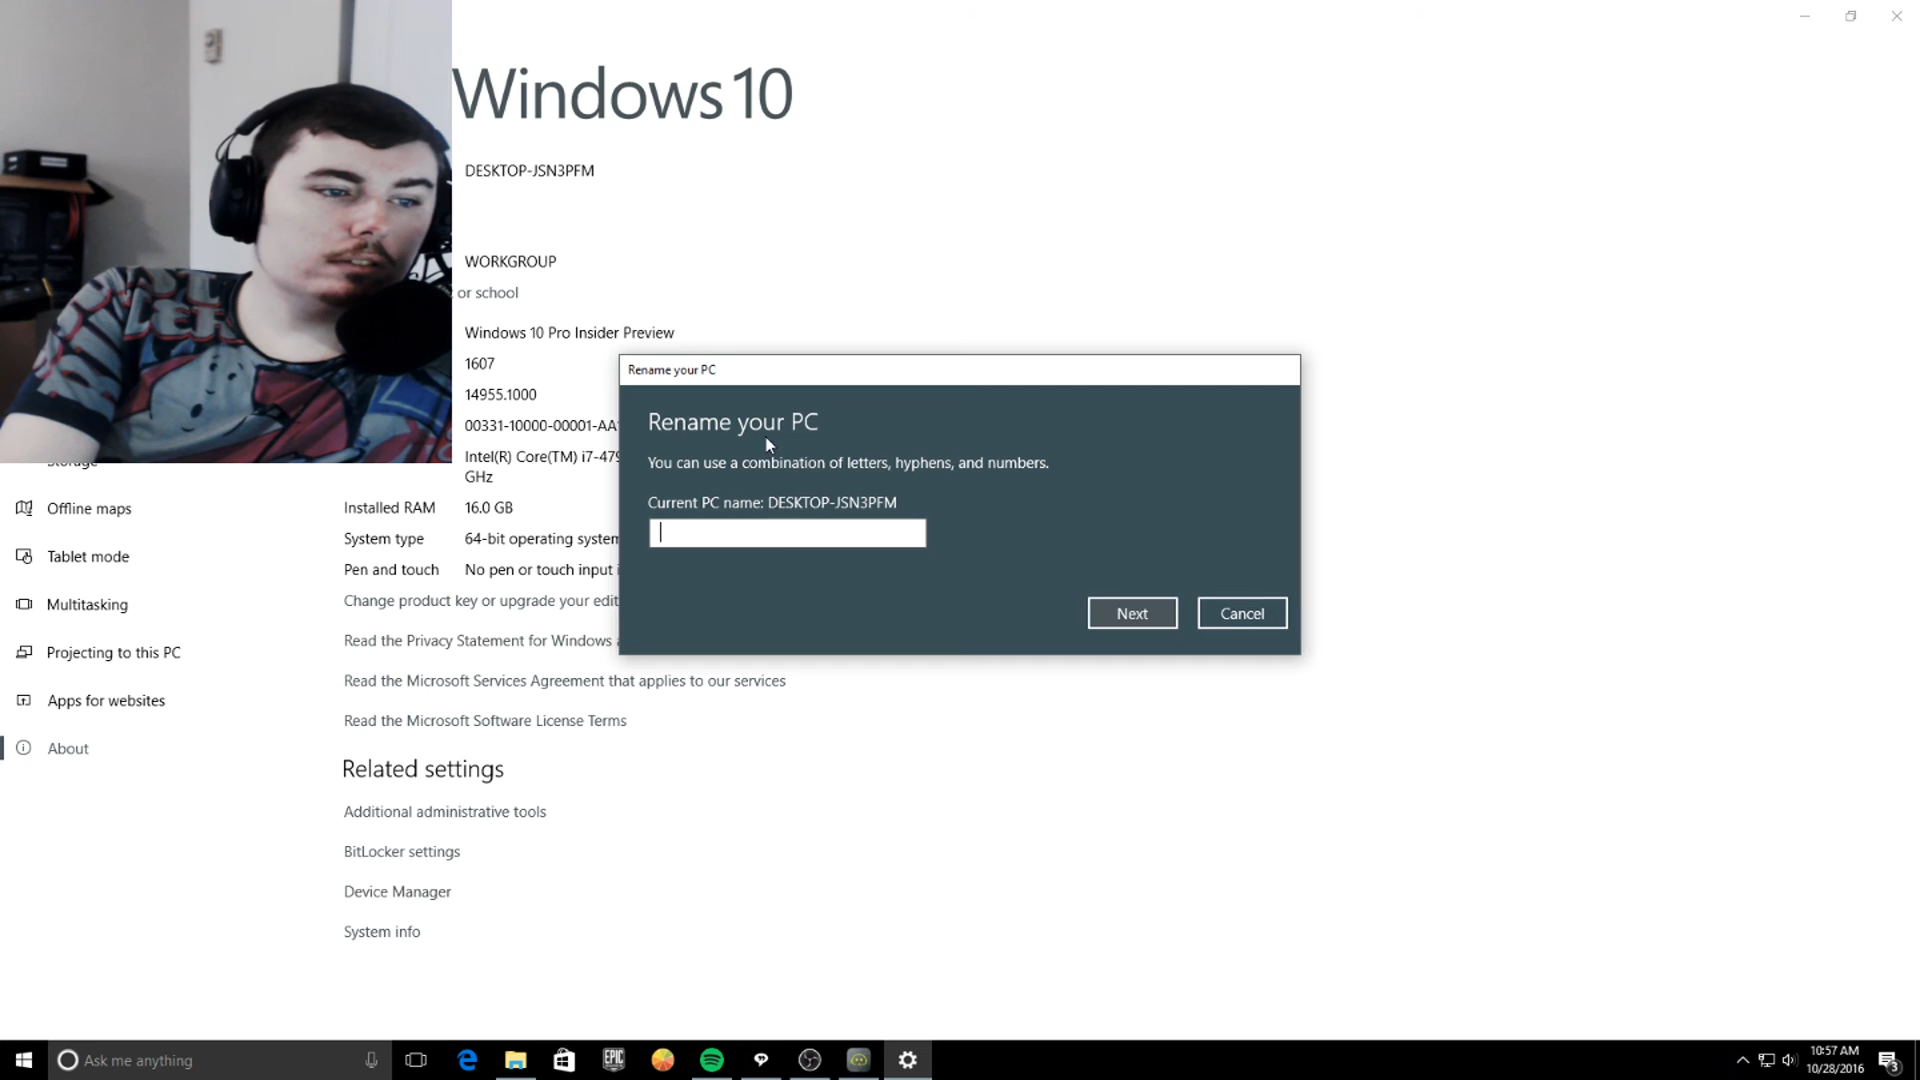 Windows 10
DESKTOP-JSN3PFM
WORKGROUP
or school
Windows 10 Pro Insider Preview
1607
14955.1000
00331-10000-00001-AA
Intel(R) Core(TM) i7-479
GHz
Installed RAM 16.0 GB
System type 64-bit operating system
Pen and touch No pen or touch input
Change product key or upgrade your edit
Read the Privacy Statement for Windows
Read the Microsoft Services Agreement that applies to our services
Read the Microsoft Software License Terms
Related settings
Additional administrative tools
BitLocker settings
Device Manager
System info
Storage
Offline maps
Tablet mode
Multitasking
Projecting to this PC
Apps for websites
About
Rename your PC
Rename your PC
You can use a combination of letters, hyphens, and numbers.
Current PC name: DESKTOP-JSN3PFM
Next
Cancel
Ask me anything
EPIC
10:57 AM
10/28/2016
3